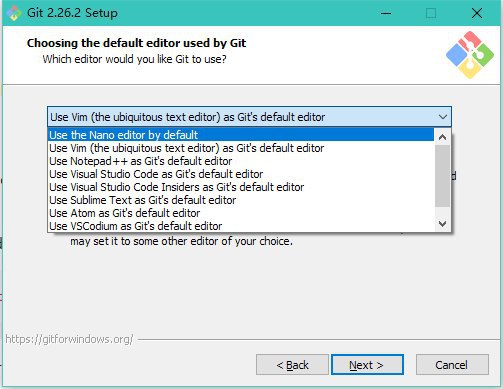 Git 2.26.2 Setup
Choosing the default editor used by Git
Which editor would you like Git to use?
Use Vim (the ubiquitous text editor) as Git's default editor
Use the Nano editor by default
Use Vim (the ubiquitous text editor) as Git's default editor
Use Notepad++ as Git's default editor
Use Visual Studio Code as Git's default editor
Use Visual Studio Code Insiders as Git's default editor
Use Sublime Text as Git's default editor
Use Atom as Git's default editor
Use VSCodium as Git's default editor
may set it to some other editor of your choice.
https://gitforwindows.org/
< Back
Next >
Cancel